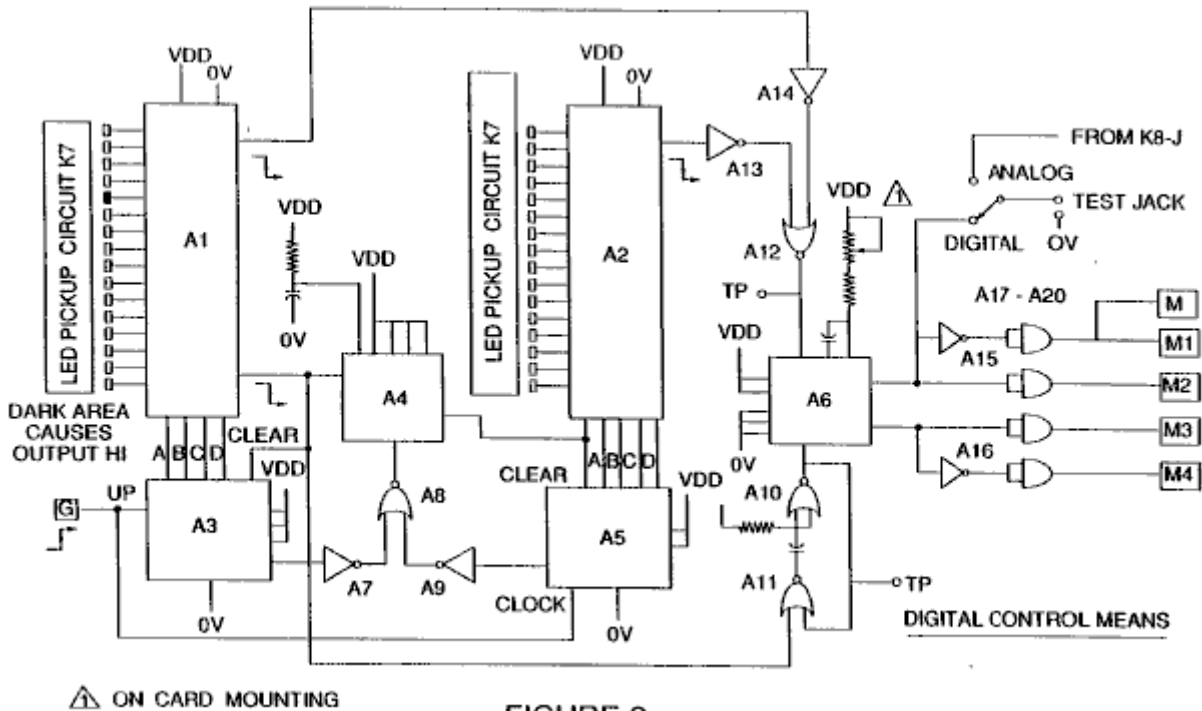 VDD
0V
LED PICKUP CIRCUIT K7
A1
VDD
0V
LED PICKUP CIRCUIT K7
A2
A13
A14
FROM K8-J
ANALOG
TEST JACK
DIGITAL
OV
VDD
1
A12
TP
VDD
0V
VDD
A4
VDD
A6
0V
A17 - A20
A15
M
M1
M2
M3
A16
M4
DARK AREA
CAUSES
OUTPUT HI
A B C D
CLEAR
VDD
G
UP
A3
0V
A7
A8
A9
CLEAR
A B C D
VDD
A5
CLOCK
0V
A10
A11
TP
DIGITAL CONTROL MEANS
1 ON CARD MOUNTING